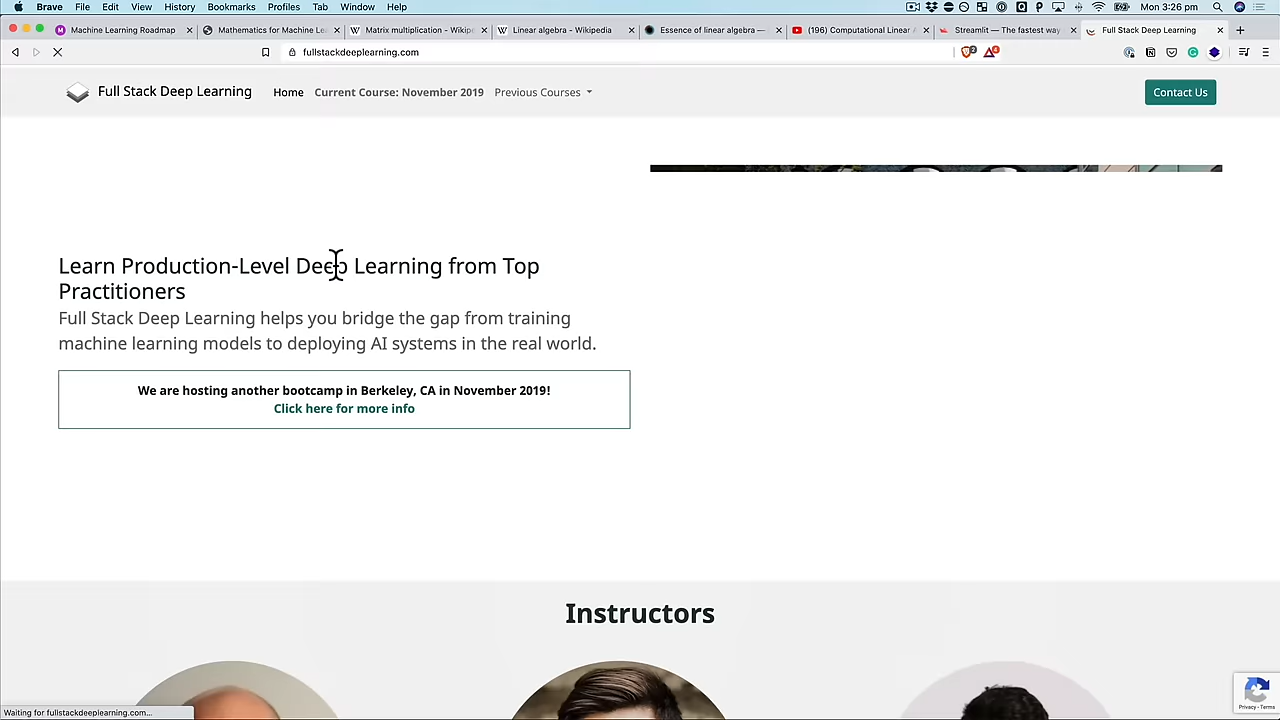 Brave File Edit View History Bookmarks Profiles Tab Window Help Mon 3:26 pm
Machine Learning Roadmap Mathematics for Machine Le Matrix multiplication - Wikipe Linear algebra - Wikipedia Essence of linear algebra — (196) Computational Linear A Streamlit — The fastest way Full Stack Deep Learning
fullstackdeeplearning.com
Full Stack Deep Learning Home Current Course: November 2019 Previous Courses Contact Us
Learn Production-Level Deep Learning from Top
Practitioners
Full Stack Deep Learning helps you bridge the gap from training
machine learning models to deploying AI systems in the real world.
We are hosting another bootcamp in Berkeley, CA in November 2019!
Click here for more info
Instructors
Privacy - Terms
Waiting for fullstackdeeplearning.com...